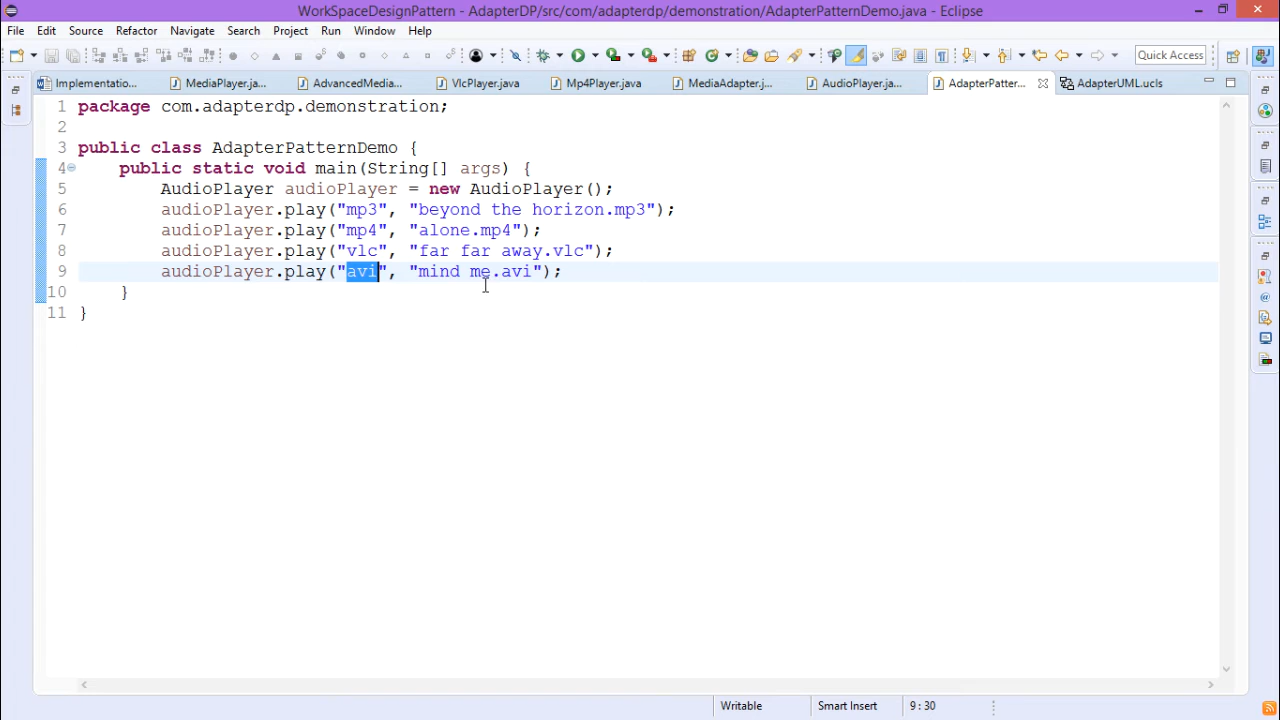 WorkSpaceDesignPattern - AdapterDP/src/com/adapterdp/demonstration/AdapterPatternDemo.java - Eclipse
File Edit Source Refactor Navigate Search Project Run Window Help
Quick Access
Implementatio... MediaPlayer.ja... AdvancedMedia... VlcPlayer.java Mp4Player.java MediaAdapter.j... AudioPlayer.ja... AdapterPatter... AdapterUML.ucls
1 package com.adapterdp.demonstration;
2
3 public class AdapterPatternDemo {
4 public static void main(String[] args) {
5 AudioPlayer audioPlayer = new AudioPlayer();
6 audioPlayer.play("mp3", "beyond the horizon.mp3");
7 audioPlayer.play("mp4", "alone.mp4");
8 audioPlayer.play("vlc", "far far away.vlc");
9 audioPlayer.play("avi", "mind me.avi");
10 }
11 }
Writable Smart Insert 9 : 30